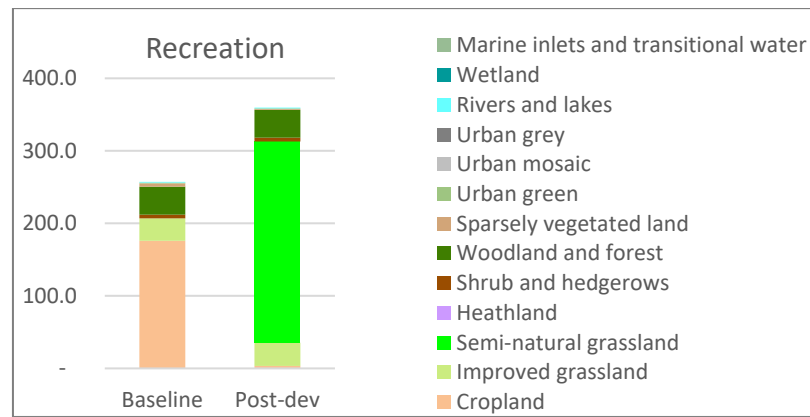 Recreation
400.0
300.0
200.0
100.0
-
Baseline
Post-dev
Marine inlets and transitional water
Wetland
Rivers and lakes
Urban grey
Urban mosaic
Urban green
Sparsely vegetated land
Woodland and forest
Shrub and hedgerows
Heathland
Semi-natural grassland
Improved grassland
Cropland